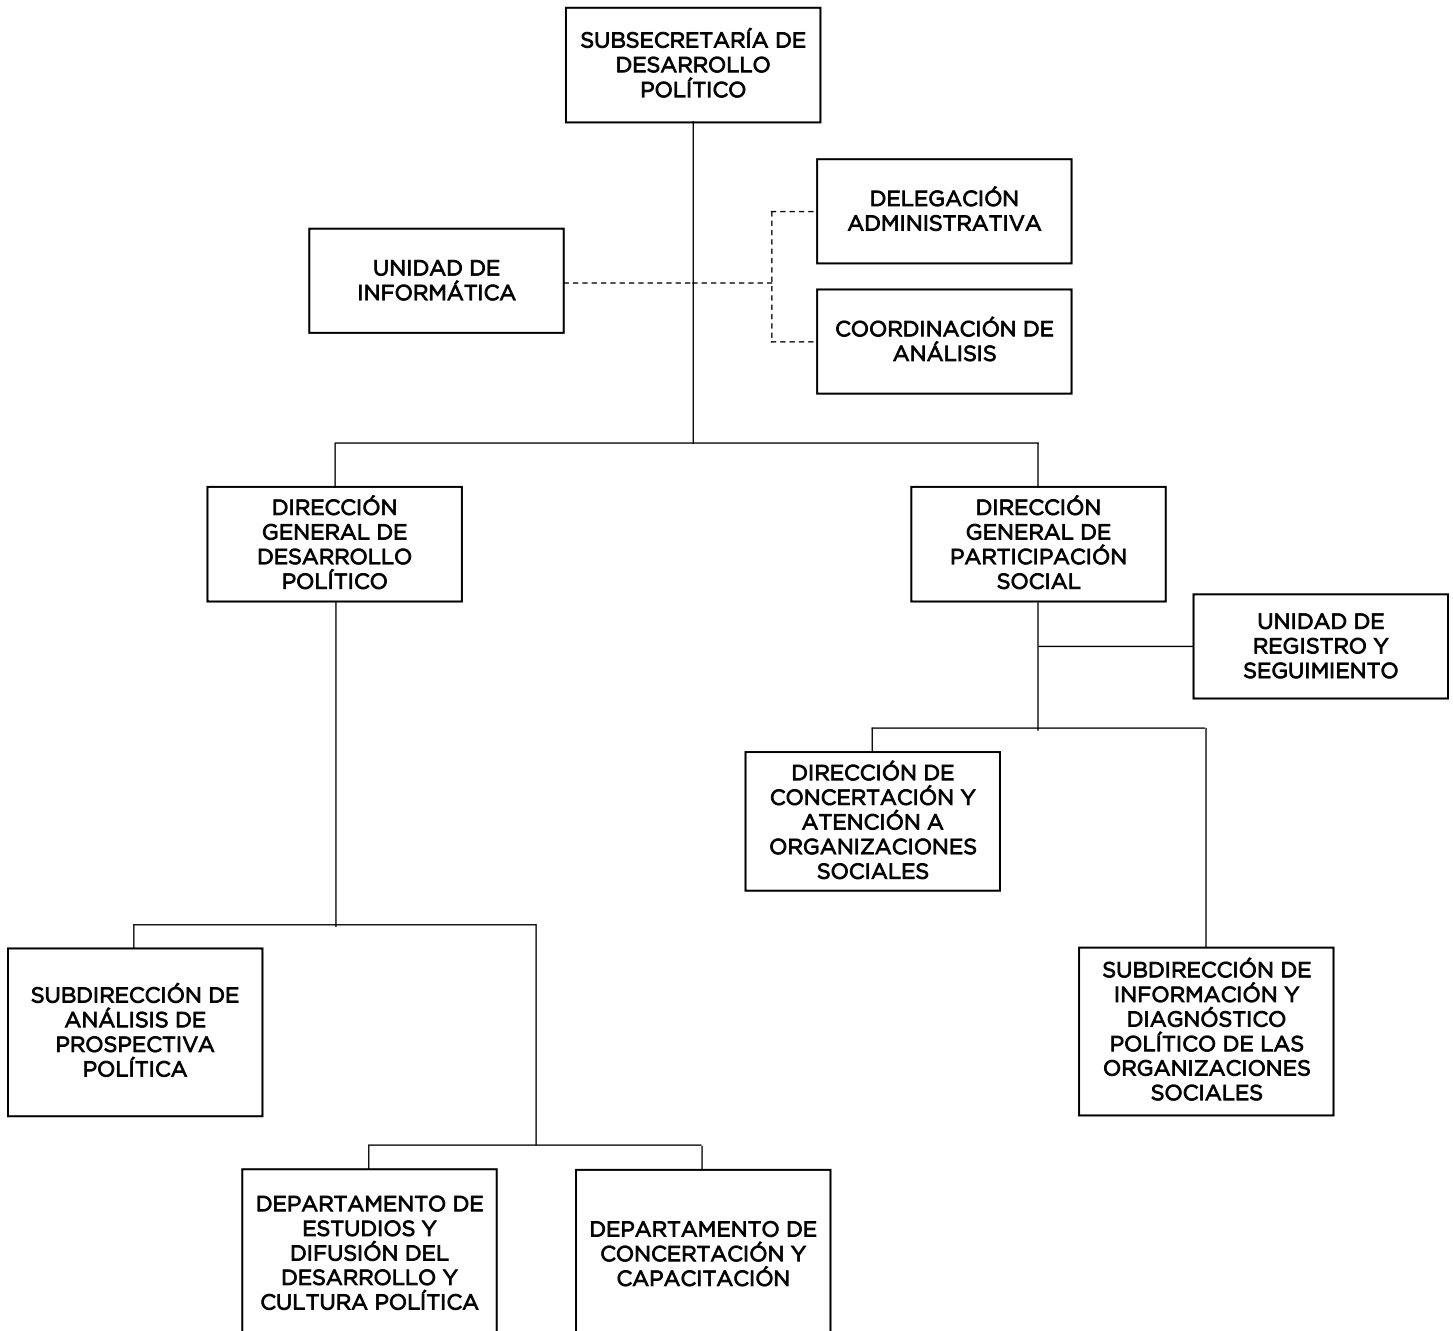 SUBSECRETARÍA DE
DESARROLLO
POLÍTICO
DELEGACIÓN
ADMINISTRATIVA
UNIDAD DE
INFORMÁTICA
COORDINACIÓN DE
ANÁLISIS
DIRECCIÓN
GENERAL DE
DESARROLLO
POLÍTICO
DIRECCIÓN
GENERAL DE
PARTICIPACIÓN
SOCIAL
UNIDAD DE
REGISTRO Y
SEGUIMIENTO
DIRECCIÓN DE
CONCERTACIÓN Y
ATENCIÓN A
ORGANIZACIONES
SOCIALES
SUBDIRECCIÓN DE
ANÁLISIS DE
PROSPECTIVA
POLÍTICA
SUBDIRECCIÓN DE
INFORMACIÓN Y
DIAGNÓSTICO
POLÍTICO DE LAS
ORGANIZACIONES
SOCIALES
DEPARTAMENTO DE
ESTUDIOS Y
DIFUSIÓN DEL
DESARROLLO Y
CULTURA POLÍTICA
DEPARTAMENTO DE
CONCERTACIÓN Y
CAPACITACIÓN